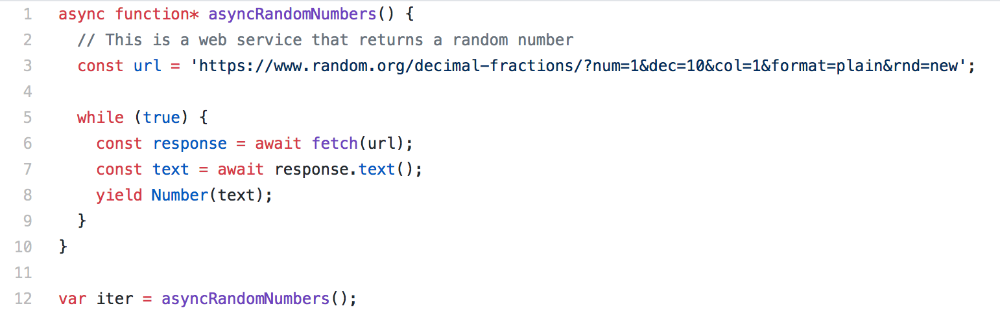 1 async function* asyncRandomNumbers() {
2   // This is a web service that returns a random number
3   const url = 'https://www.random.org/decimal-fractions/?num=1&dec=10&col=1&format=plain&rnd=new';
4
5   while (true) {
6     const response = await fetch(url);
7     const text = await response.text();
8     yield Number(text);
9   }
10 }
11
12 var iter = asyncRandomNumbers();